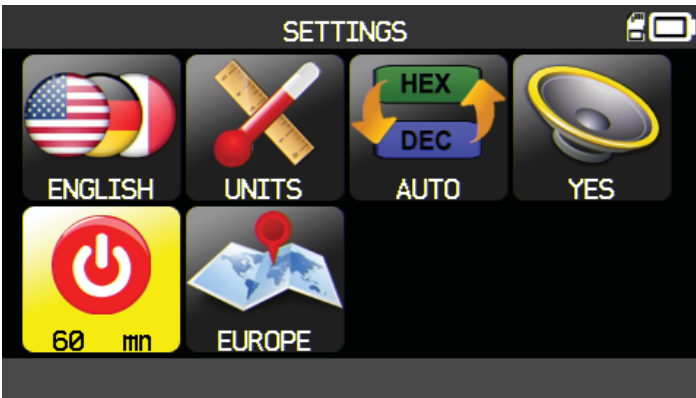 SETTINGS
HEX
DEC
ENGLISH UNITS AUTO YES
60 mn EUROPE